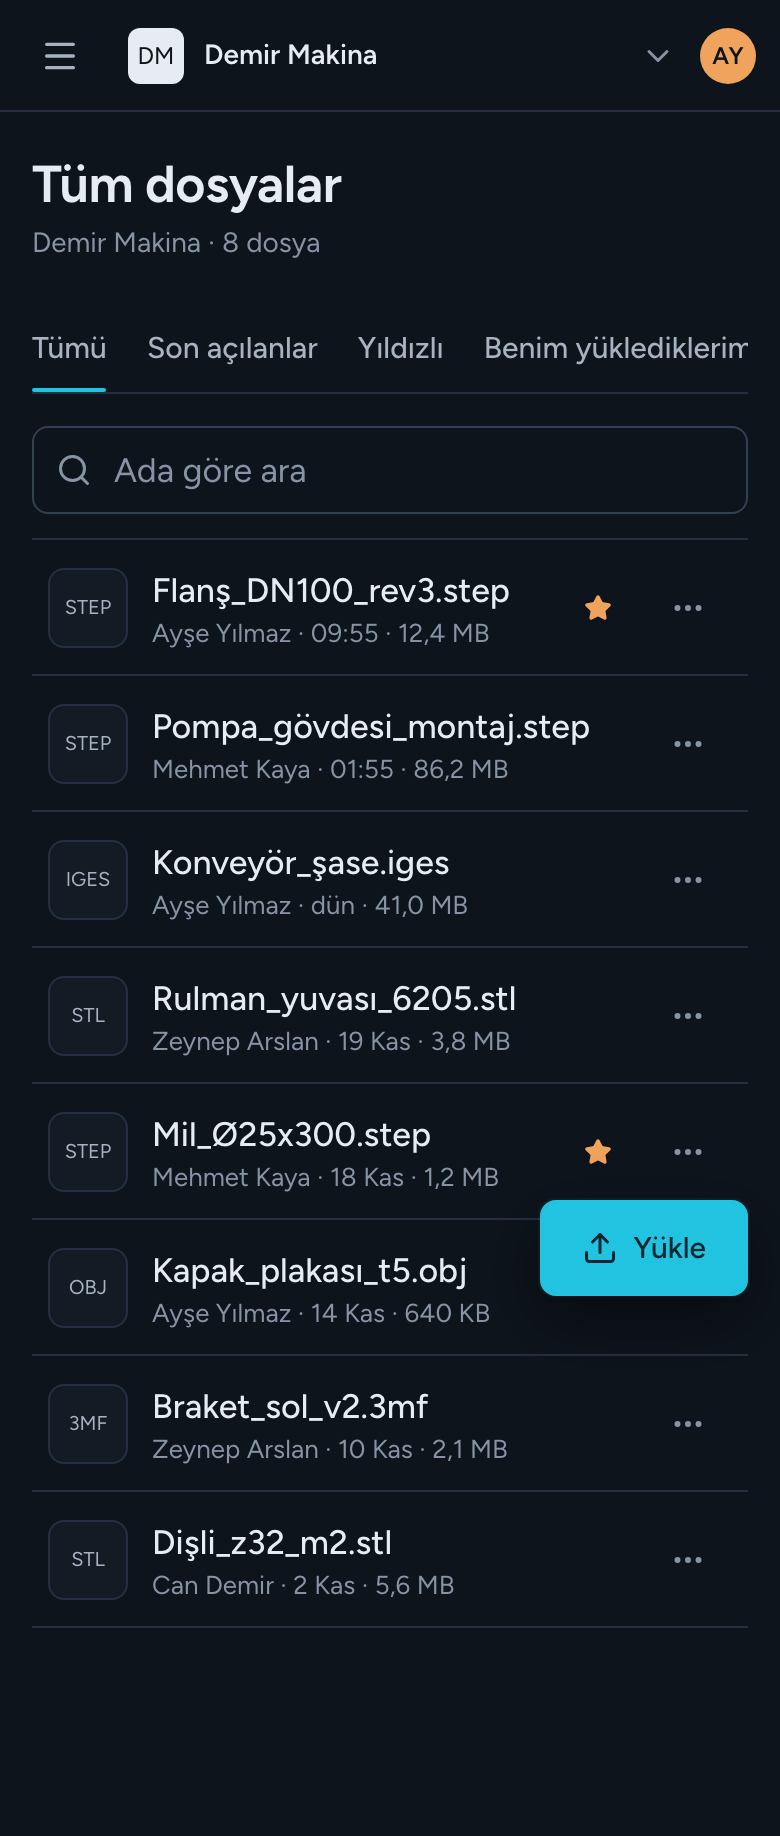 DM Demir Makina AY
Tüm dosyalar
Demir Makina · 8 dosya
Tümü Son açılanlar Yıldızlı Benim yüklediklerim
Ada göre ara
STEP Flanş_DN100_rev3.step
Ayşe Yılmaz · 09:55 · 12,4 MB
STEP Pompa_gövdesi_montaj.step
Mehmet Kaya · 01:55 · 86,2 MB
IGES Konveyör_şase.iges
Ayşe Yılmaz · dün · 41,0 MB
STL Rulman_yuvası_6205.stl
Zeynep Arslan · 19 Kas · 3,8 MB
STEP Mil_Ø25x300.step
Mehmet Kaya · 18 Kas · 1,2 MB
Yükle
OBJ Kapak_plakası_t5.obj
Ayşe Yılmaz · 14 Kas · 640 KB
3MF Braket_sol_v2.3mf
Zeynep Arslan · 10 Kas · 2,1 MB
STL Dişli_z32_m2.stl
Can Demir · 2 Kas · 5,6 MB